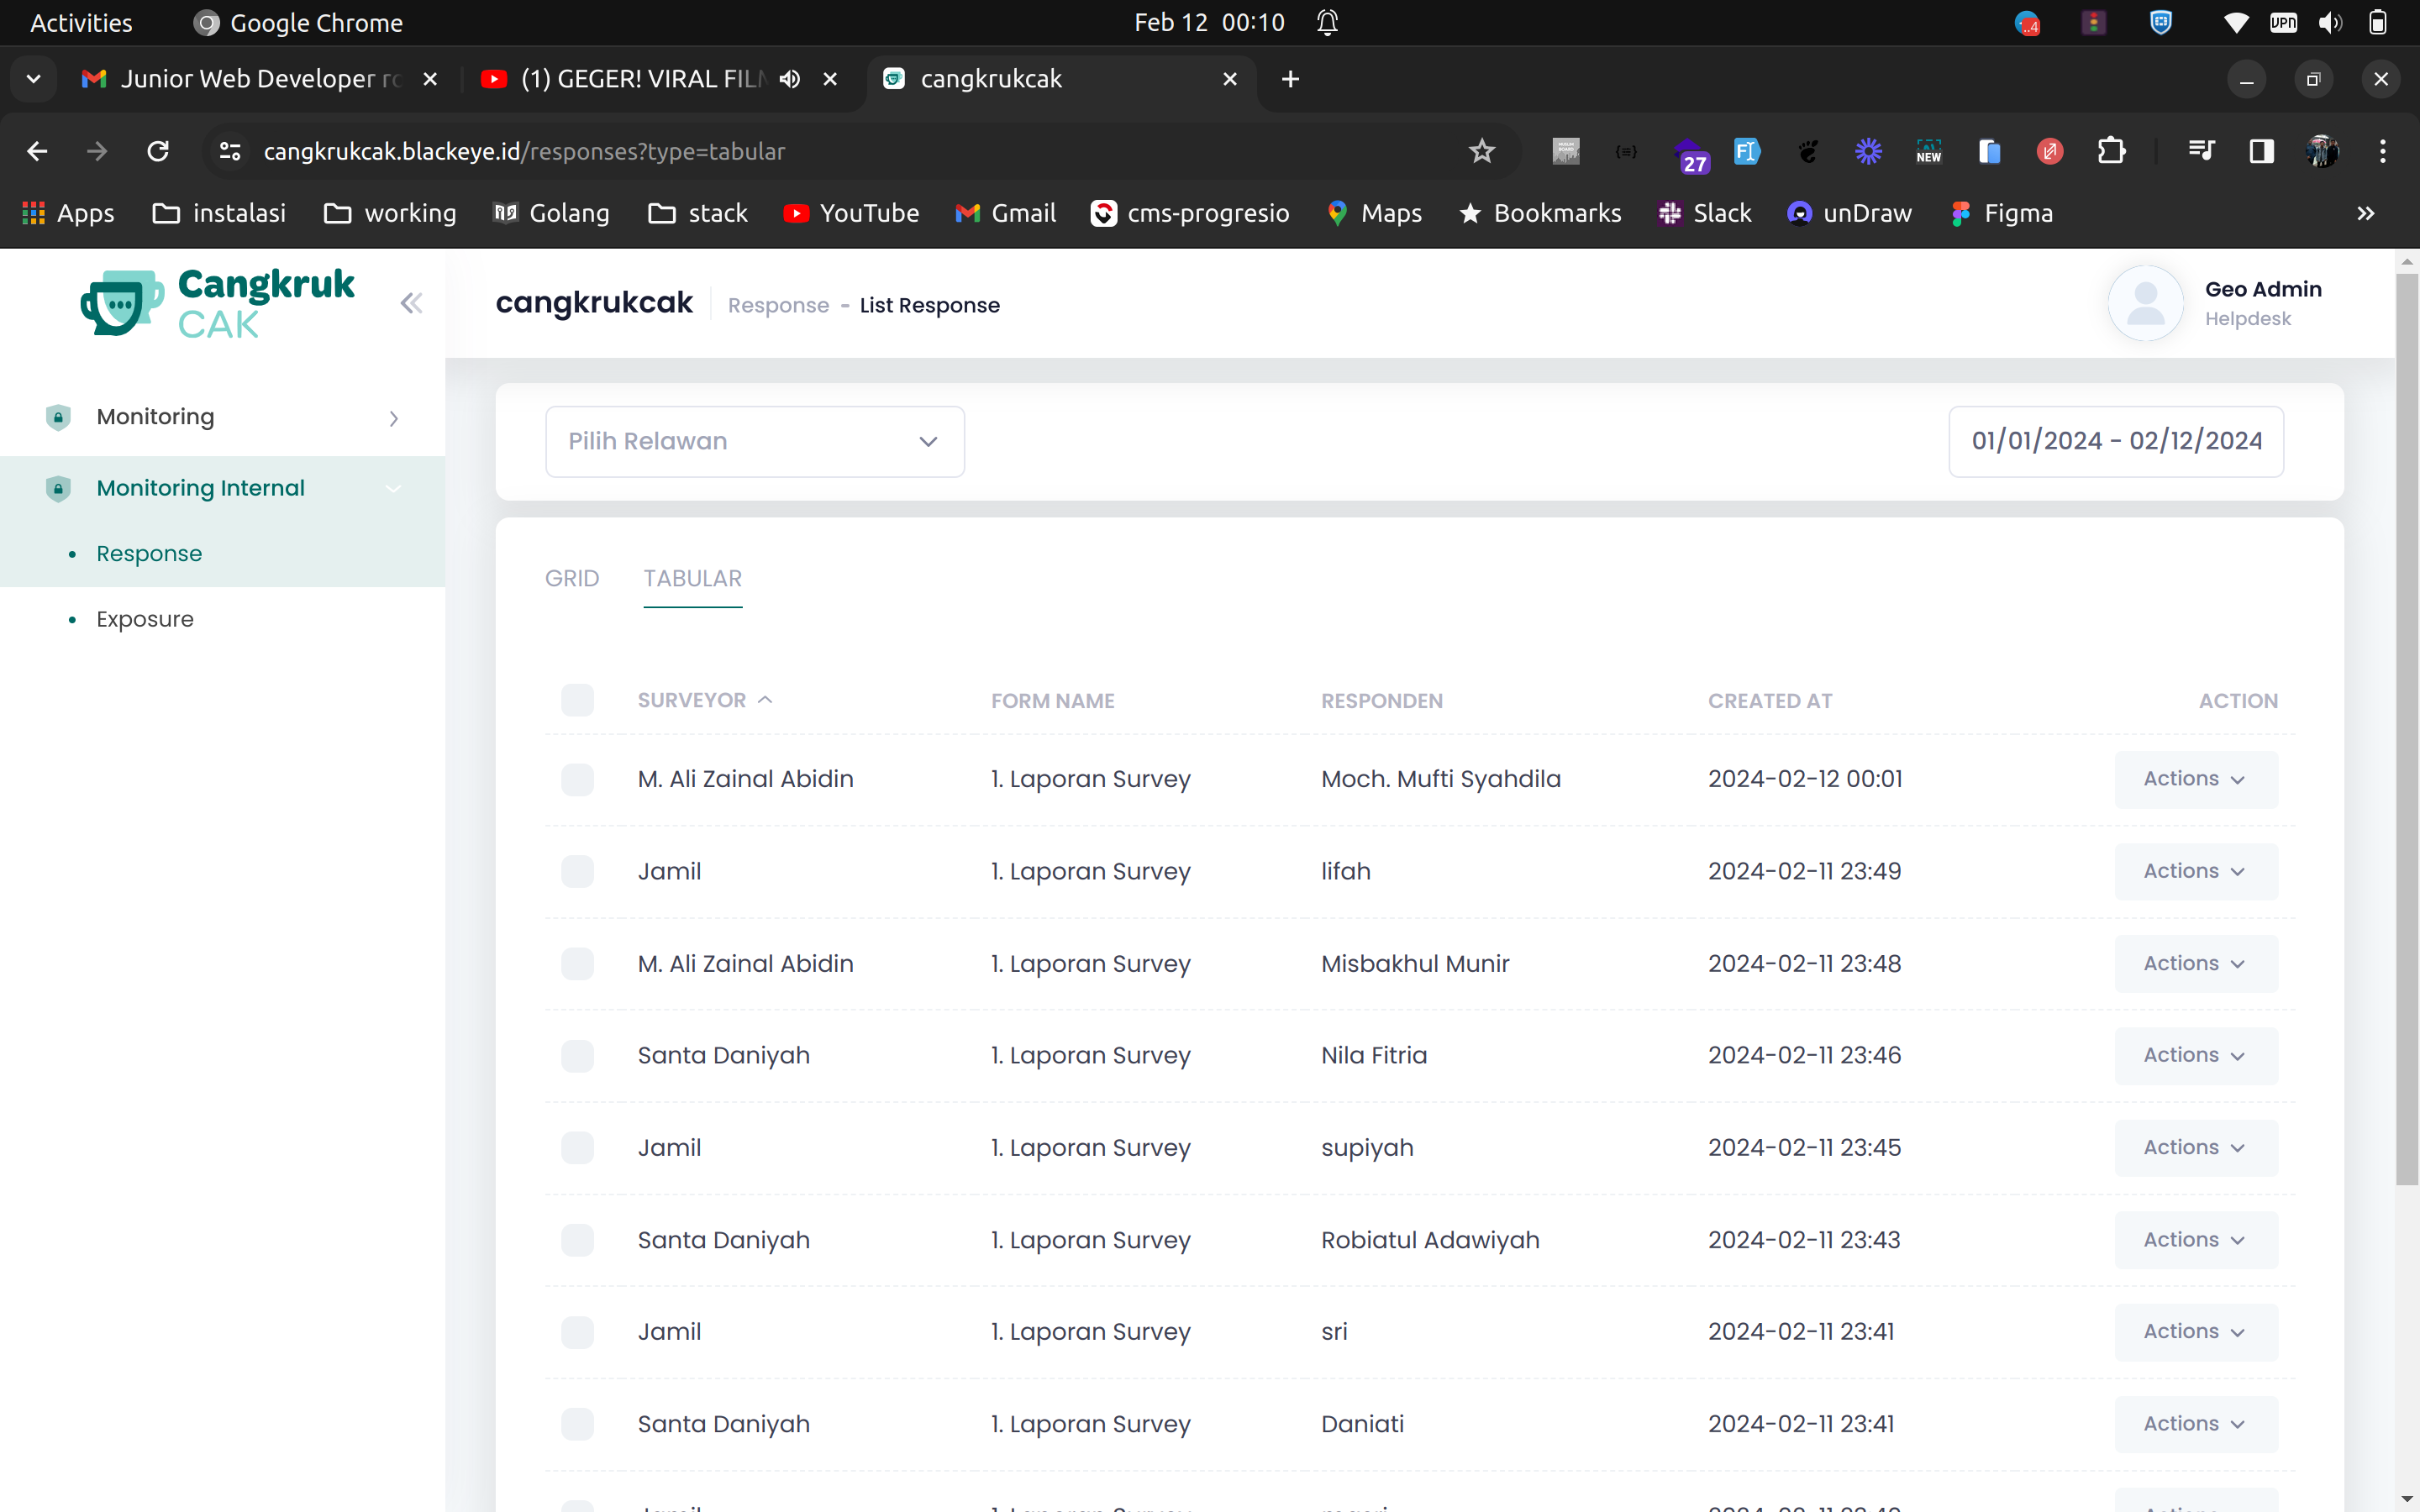 Activities Google Chrome Feb 12 00:10
Junior Web Developer (1) GEGER! VIRAL cangkrukcak
cangkrukcak.blackeye.id/responses?type=tabular 27 NEW
Apps instalasi working Golang stack YouTube Gmail cms-progresio Maps Bookmarks Slack unDraw Figma
Cangkruk
CAK
cangkrukcak Response - List Response
Geo Admin
Helpdesk
Monitoring
Monitoring Internal
Response
Exposure
Pilih Relawan 01/01/2024 - 02/12/2024
GRID TABULAR
SURVEYOR FORM NAME RESPONDEN CREATED AT ACTION
M. Ali Zainal Abidin 1. Laporan Survey Moch. Mufti Syahdila 2024-02-12 00:01 Actions
Jamil 1. Laporan Survey lifah 2024-02-11 23:49 Actions
M. Ali Zainal Abidin 1. Laporan Survey Misbakhul Munir 2024-02-11 23:48 Actions
Santa Daniyah 1. Laporan Survey Nila Fitria 2024-02-11 23:46 Actions
Jamil 1. Laporan Survey supiyah 2024-02-11 23:45 Actions
Santa Daniyah 1. Laporan Survey Robiatul Adawiyah 2024-02-11 23:43 Actions
Jamil 1. Laporan Survey sri 2024-02-11 23:41 Actions
Santa Daniyah 1. Laporan Survey Daniati 2024-02-11 23:41 Actions